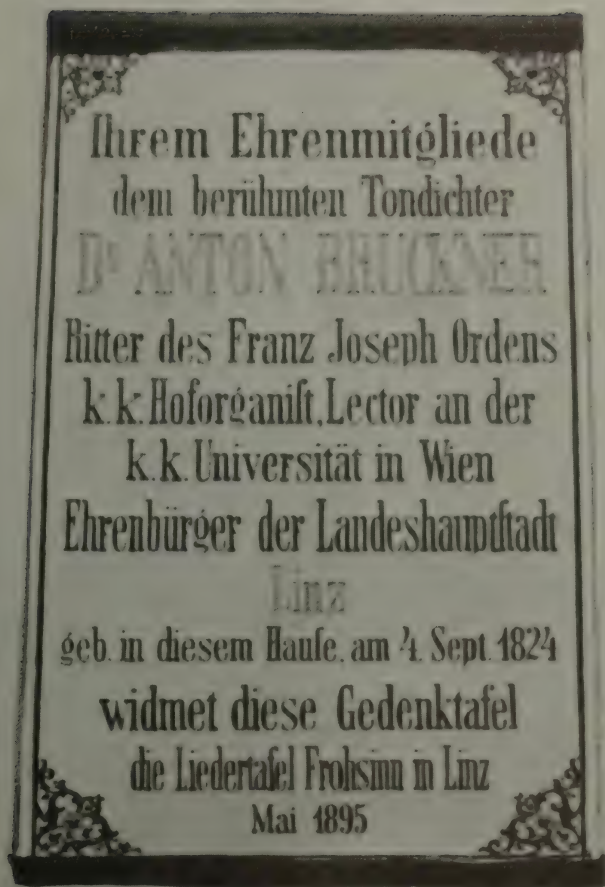 Ihrem Ehrenmitgliede
dem berühmten Tondichter
Dr ANTON BRUCKNER
Ritter des Franz Joseph Ordens
k.k.Hoforganiſt,Lector an der
k.k.Universität in Wien
Ehrenbürger der Landeshauptſtadt
Linz
geb. in diesem Hauſe, am 4. Sept. 1824
widmet diese Gedenktafel
die Liedertafel Frohsinn in Linz
Mai 1895